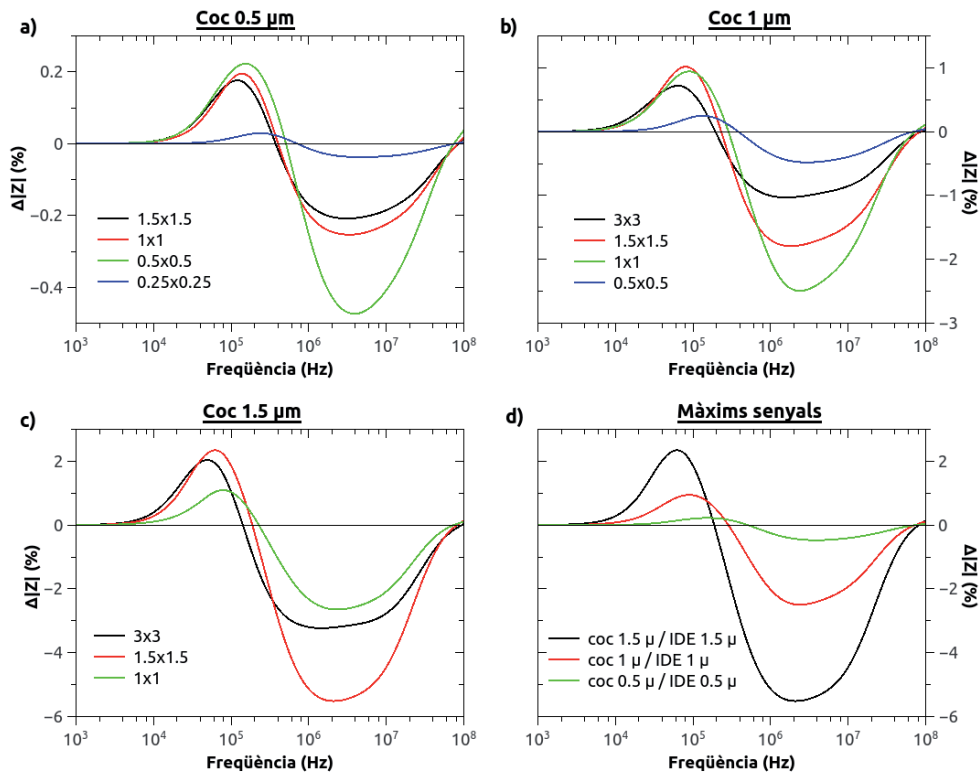 a)
Coc 0.5 µm
Δ|Z| (%)
0.2
0
−0.2
−0.4
1.5x1.5
1x1
0.5x0.5
0.25x0.25
10³ 10⁴ 10⁵ 10⁶ 10⁷ 10⁸
Freqüència (Hz)
b)
Coc 1 µm
1
0
−1
−2
−3
Δ|Z| (%)
3x3
1.5x1.5
1x1
0.5x0.5
10³ 10⁴ 10⁵ 10⁶ 10⁷ 10⁸
Freqüència (Hz)
c)
Coc 1.5 µm
Δ|Z| (%)
2
0
−2
−4
−6
3x3
1.5x1.5
1x1
10³ 10⁴ 10⁵ 10⁶ 10⁷ 10⁸
Freqüència (Hz)
d)
Màxims senyals
2
0
−2
−4
−6
Δ|Z| (%)
coc 1.5 µ / IDE 1.5 µ
coc 1 µ / IDE 1 µ
coc 0.5 µ / IDE 0.5 µ
10³ 10⁴ 10⁵ 10⁶ 10⁷ 10⁸
Freqüència (Hz)